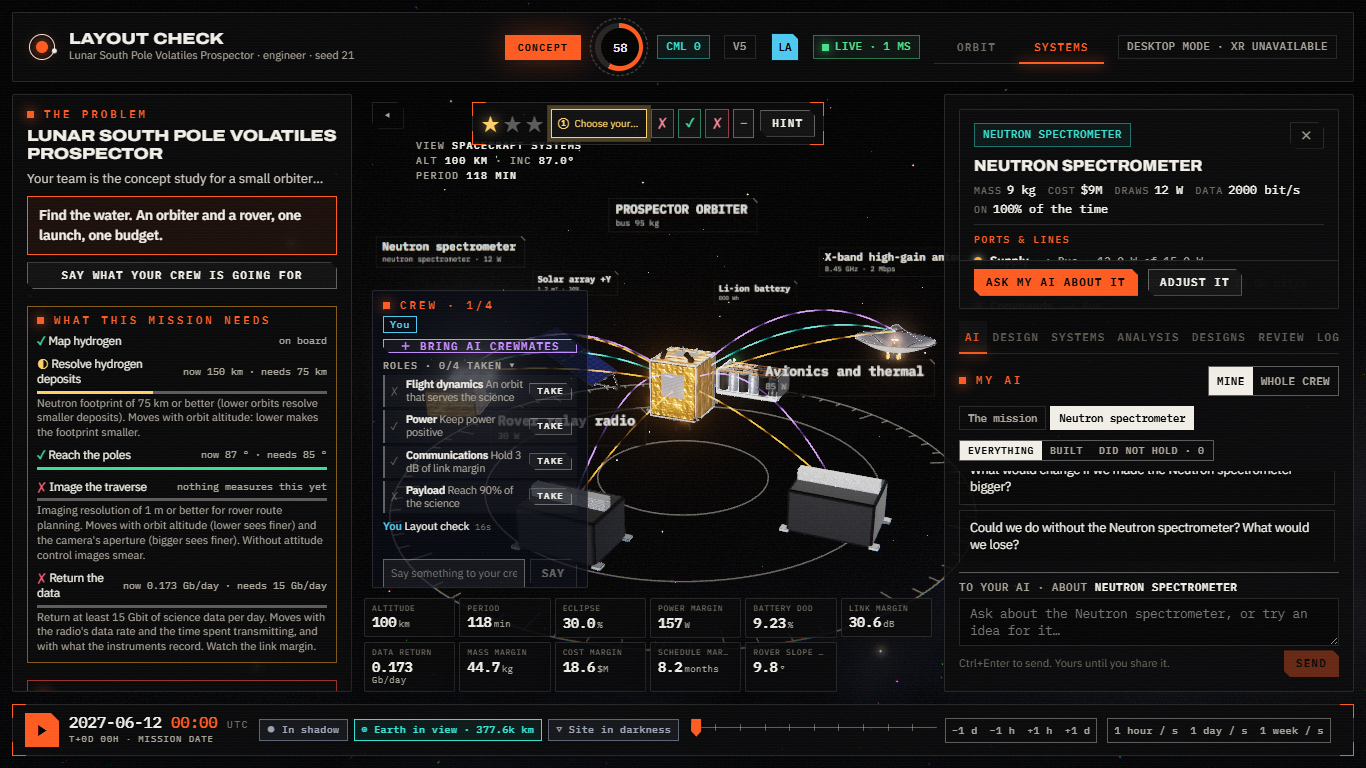 LAYOUT CHECK
Lunar South Pole Volatiles Prospector · engineer · seed 21
CONCEPT
58
CML 0
V5
LA
LIVE · 1 MS
ORBIT
SYSTEMS
DESKTOP MODE · XR UNAVAILABLE
THE PROBLEM
LUNAR SOUTH POLE VOLATILES
PROSPECTOR
Your team is the concept study for a small orbiter…
Find the water. An orbiter and a rover, one
launch, one budget.
SAY WHAT YOUR CREW IS GOING FOR
WHAT THIS MISSION NEEDS
✓ Map hydrogen
on board
Resolve hydrogen
deposits
now 150 km · needs 75 km
Neutron footprint of 75 km or better (lower orbits resolve
smaller deposits). Moves with orbit altitude: lower makes
the footprint smaller.
✓ Reach the poles
now 87 ° · needs 85 °
✗ Image the traverse
nothing measures this yet
Imaging resolution of 1 m or better for rover route
planning. Moves with orbit altitude (lower sees finer) and
the camera's aperture (bigger sees finer). Without attitude
control images smear.
✗ Return the
data
now 0.173 Gb/day · needs 15 Gb/day
Return at least 15 Gbit of science data per day. Moves with
the radio's data rate and the time spent transmitting, and
with what the instruments record. Watch the link margin.
★★★
① Choose your…
✗
✓
✗
–
HINT
VIEW SPACECRAFT SYSTEMS
ALT 100 KM · INC 87.0°
PERIOD 118 MIN
PROSPECTOR ORBITER
bus 95 kg
Neutron spectrometer
neutron spectrometer · 12 W
Solar array +Y
X-band high-gain an
8.45 GHz · 2 Mbps
Li-ion battery
800 Wh
Avionics and thermal
85 W
Rover relay radio
30 W
CREW · 1/4
You
+ BRING AI CREWMATES
ROLES · 0/4 TAKEN ▾
✗ Flight dynamics An orbit
that serves the science
TAKE
✓ Power Keep power
positive
TAKE
✓ Communications Hold 3
dB of link margin
TAKE
✗ Payload Reach 90% of
the science
TAKE
You Layout check 16s
Say something to your cre
SAY
ALTITUDE
100 km
PERIOD
118 min
ECLIPSE
30.0 %
POWER MARGIN
157 W
BATTERY DOD
9.23 %
LINK MARGIN
30.6 dB
DATA RETURN
0.173
Gb/day
MASS MARGIN
44.7 kg
COST MARGIN
18.6 $M
SCHEDULE MAR…
8.2 months
ROVER SLOPE …
9.8 °
NEUTRON SPECTROMETER
✕
NEUTRON SPECTROMETER
MASS 9 kg COST $9M DRAWS 12 W DATA 2000 bit/s
ON 100% of the time
PORTS & LINES
ASK MY AI ABOUT IT
ADJUST IT
AI
DESIGN
SYSTEMS
ANALYSIS
DESIGNS
REVIEW
LOG
MY AI
MINE
WHOLE CREW
The mission
Neutron spectrometer
EVERYTHING
BUILT
DID NOT HOLD · 0
What would change if we made the Neutron spectrometer
bigger?
Could we do without the Neutron spectrometer? What would
we lose?
TO YOUR AI · ABOUT NEUTRON SPECTROMETER
Ask about the Neutron spectrometer, or try an
idea for it…
Ctrl+Enter to send. Yours until you share it.
SEND
2027-06-12 00:00 UTC
T+0D 00H · MISSION DATE
In shadow
Earth in view · 377.6k km
▽ Site in darkness
−1 d −1 h +1 h +1 d
1 hour / s 1 day / s 1 week / s